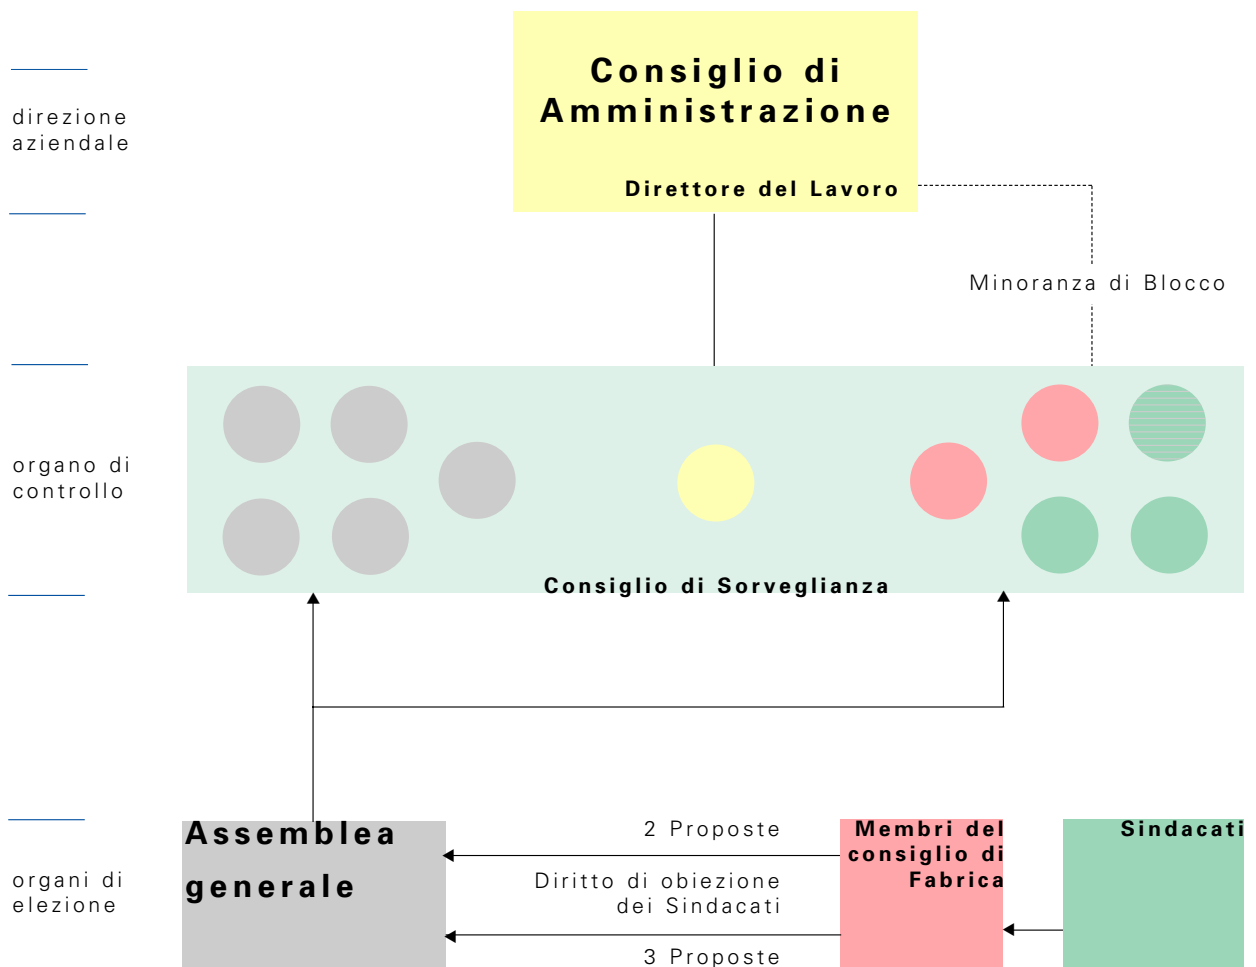 Consiglio di
Amministrazione
direzione
aziendale
Direttore del Lavoro
Minoranza di Blocco
organo di
controllo
Consiglio di Sorveglianza
Assemblea
generale
2 Proposte
Diritto di obiezione
dei Sindacati
3 Proposte
Membri del
consiglio di
Fabrica
Sindacati
organi di
elezione